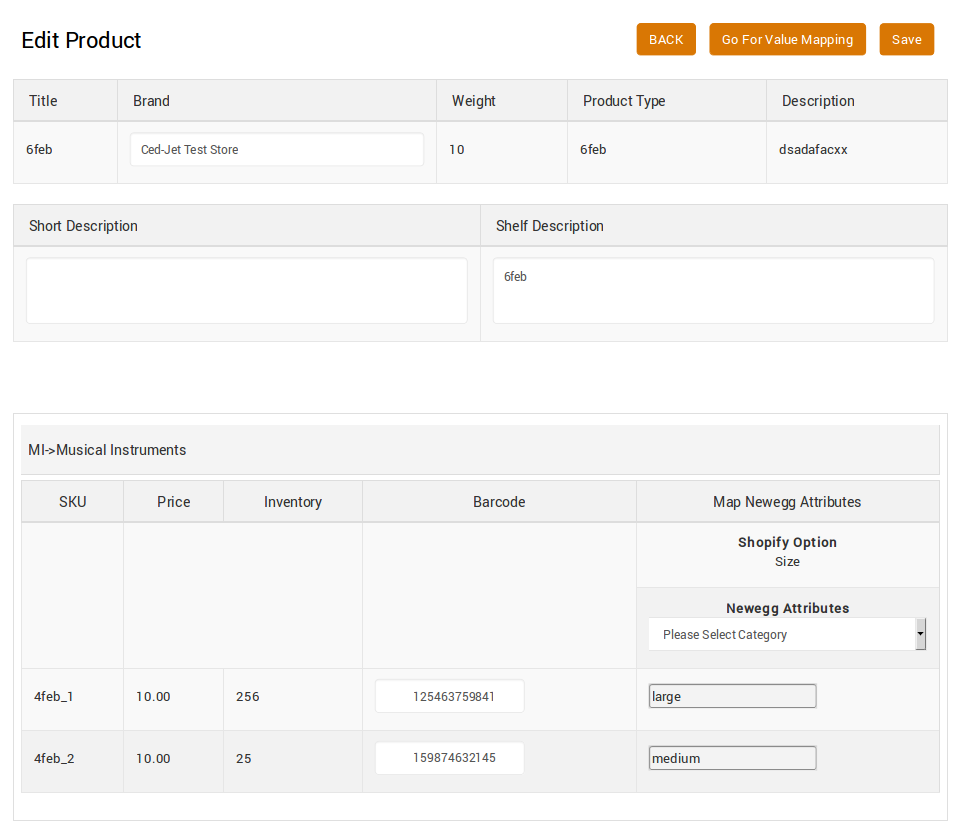 Edit Product
BACK
Go For Value Mapping
Save
Title Brand Weight Product Type Description
6feb Ced-Jet Test Store 10 6feb dsadafacxx
Short Description Shelf Description
6feb
MI->Musical Instruments
SKU Price Inventory Barcode Map Newegg Attributes
Shopify Option
Size
Newegg Attributes
Please Select Category
4feb_1 10.00 256 125463759841 large
4feb_2 10.00 25 159874632145 medium